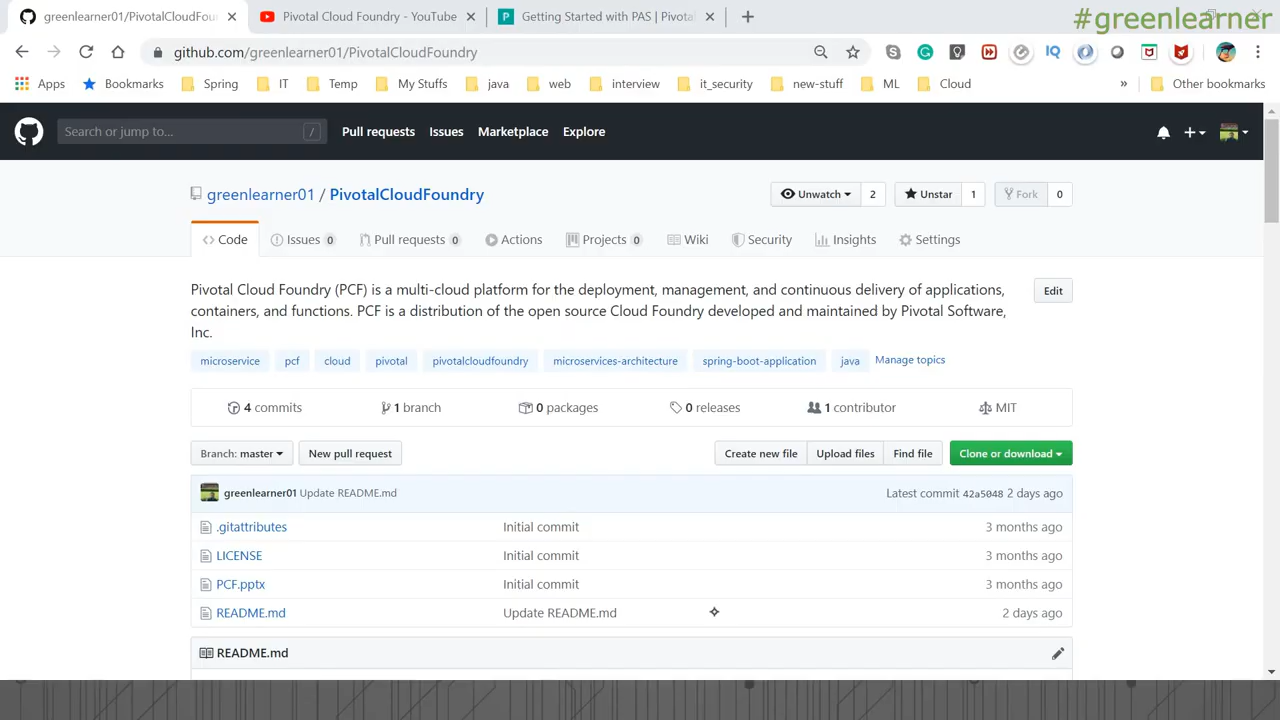 greenlearner01/PivotalCloudFou
Pivotal Cloud Foundry - YouTube
Getting Started with PAS | Pivota
#greenlearner
github.com/greenlearner01/PivotalCloudFoundry
IQ
Apps
Bookmarks
Spring
IT
Temp
My Stuffs
java
web
interview
it_security
new-stuff
ML
Cloud
»
Other bookmarks
Search or jump to...
/
Pull requests
Issues
Marketplace
Explore
greenlearner01 / PivotalCloudFoundry
Unwatch 2
Unstar 1
Fork 0
Code
Issues 0
Pull requests 0
Actions
Projects 0
Wiki
Security
Insights
Settings
Pivotal Cloud Foundry (PCF) is a multi-cloud platform for the deployment, management, and continuous delivery of applications,
containers, and functions. PCF is a distribution of the open source Cloud Foundry developed and maintained by Pivotal Software,
Inc.
Edit
microservice pcf cloud pivotal pivotalcloudfoundry microservices-architecture spring-boot-application java Manage topics
4 commits
1 branch
0 packages
0 releases
1 contributor
MIT
Branch: master
New pull request
Create new file
Upload files
Find file
Clone or download
greenlearner01 Update README.md
Latest commit 42a5048 2 days ago
.gitattributes Initial commit 3 months ago
LICENSE Initial commit 3 months ago
PCF.pptx Initial commit 3 months ago
README.md Update README.md 2 days ago
README.md